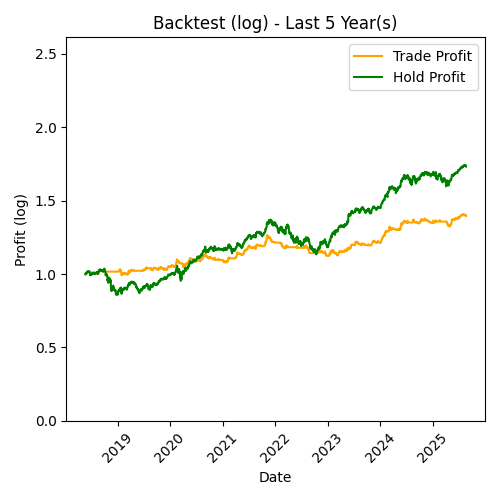 Backtest (log) - Last 5 Year(s)
Trade Profit
Hold Profit
Profit (log)
2.5
2.0
1.5
1.0
0.5
0.0
2019
2020
2021
2022
2023
2024
2025
Date